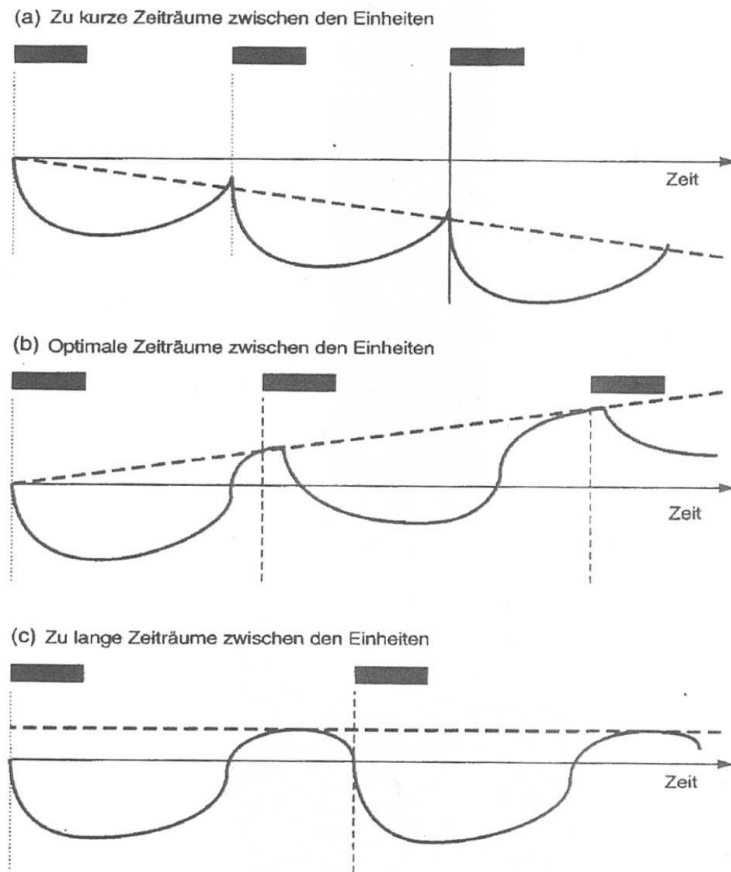 (a) Zu kurze Zeiträume zwischen den Einheiten
Zeit
(b) Optimale Zeiträume zwischen den Einheiten
Zeit
(c) Zu lange Zeiträume zwischen den Einheiten
Zeit